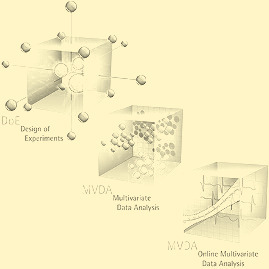 DoE
Design of
Experiments
MVDA
Multivariate
Data Analysis
MVDA
Online Multivariate
Data Analysis